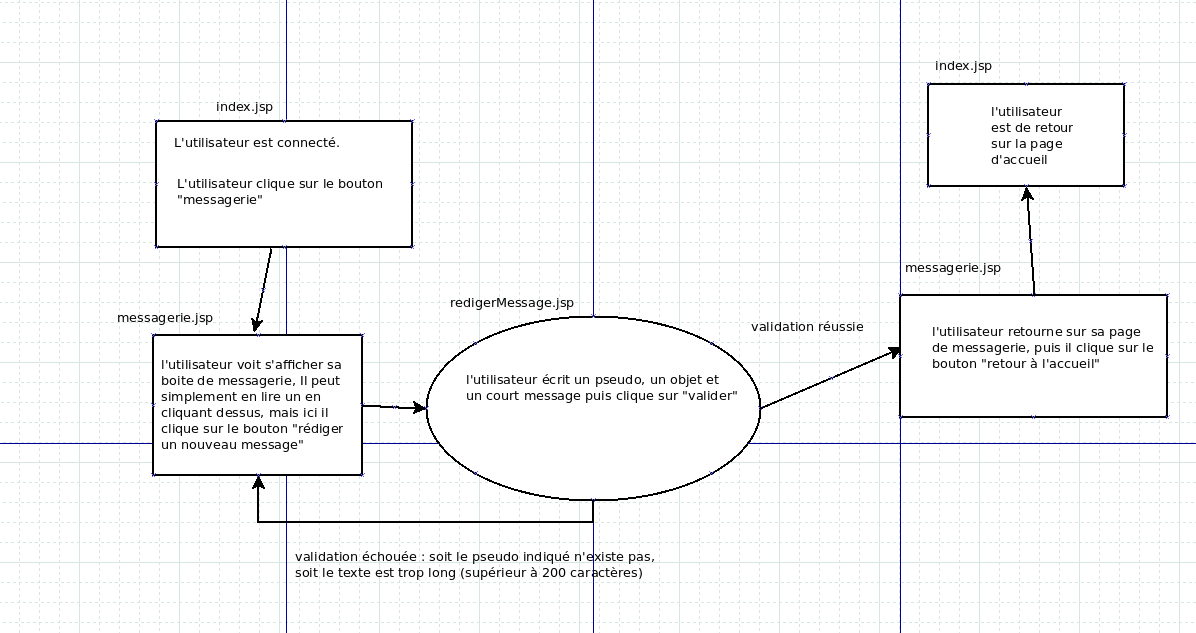 index.jsp
L'utilisateur est connecté.
L'utilisateur clique sur le bouton
"messagerie"
messagerie.jsp
l'utilisateur voit s'afficher sa
boite de messagerie, Il peut
simplement en lire un en
cliquant dessus, mais ici il
clique sur le bouton "rédiger
un nouveau message"
redigerMessage.jsp
l'utilisateur écrit un pseudo, un objet et
un court message puis clique sur "valider"
validation échouée : soit le pseudo indiqué n'existe pas,
soit le texte est trop long (supérieur à 200 caractères)
validation réussie
messagerie.jsp
l'utilisateur retourne sur sa page
de messagerie, puis il clique sur le
bouton "retour à l'accueil"
index.jsp
l'utilisateur
est de retour
sur la page
d'accueil